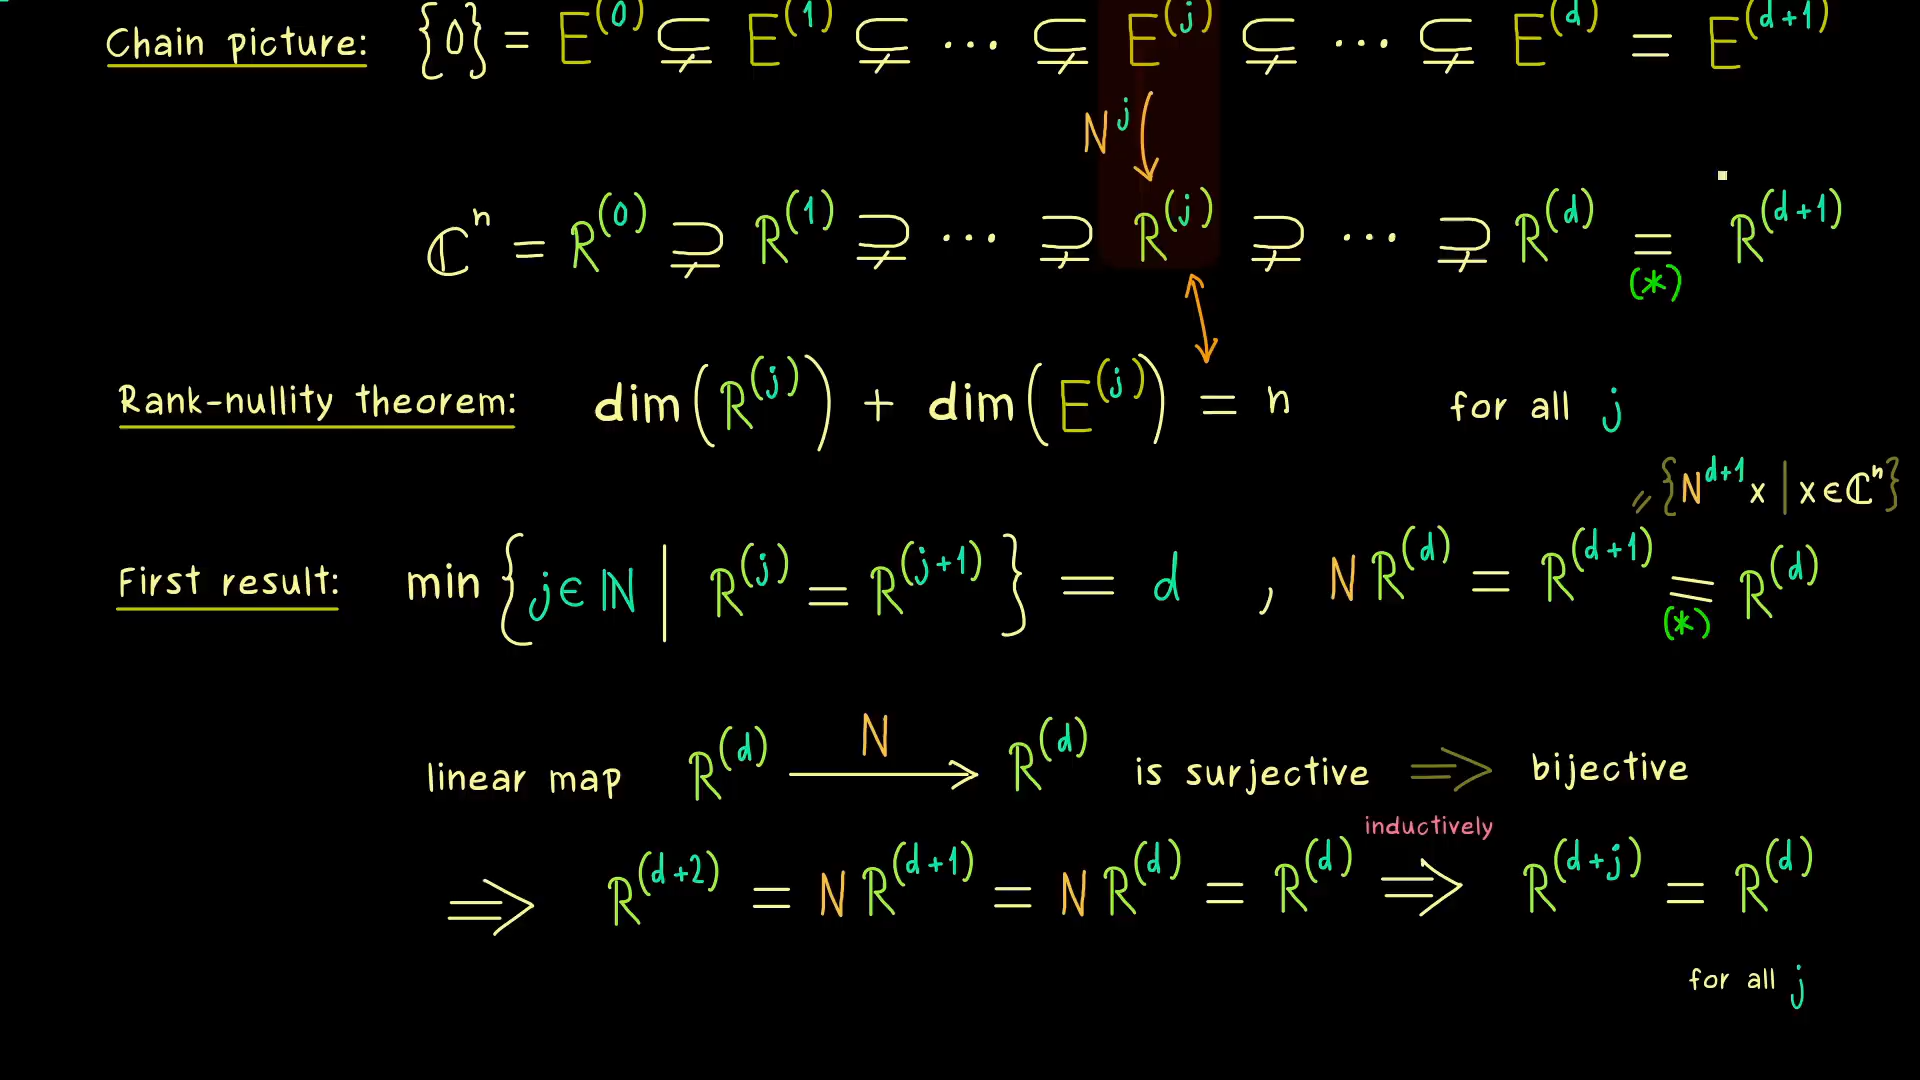 Chain picture: {0} = E^(0) ⊊ E^(1) ⊊ ⋯ ⊊ E^(j) ⊊ ⋯ ⊊ E^(d) = E^(d+1)
N^j
ℂ^n = R^(0) ⊋ R^(1) ⊋ ⋯ ⊋ R^(j) ⊋ ⋯ ⊋ R^(d) = R^(d+1)
(*)
Rank-nullity theorem: dim(R^(j)) + dim(E^(j)) = n for all j
= {N^(d+1) x | x ∈ ℂ^n}
First result: min{j ∈ ℕ | R^(j) = R^(j+1)} = d , N R^(d) = R^(d+1) = R^(d)
(*)
linear map R^(d) ⟶ R^(d) is surjective ⟹ bijective
N
inductively
⟹ R^(d+2) = N R^(d+1) = N R^(d) = R^(d) ⟹ R^(d+j) = R^(d)
for all j